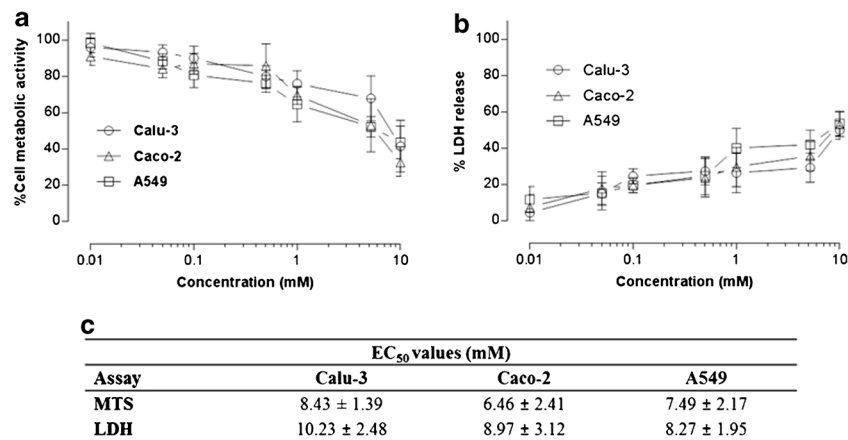 a
%Cell metabolic activity
100
80
60
40
20
0
Calu-3
Caco-2
A549
0.01
0.1
1
10
Concentration (mM)
b
% LDH release
100
80
60
40
20
0
Calu-3
Caco-2
A549
0.01
0.1
1
10
Concentration (mM)
c
EC50 values (mM)
Assay Calu-3 Caco-2 A549
MTS 8.43 ± 1.39 6.46 ± 2.41 7.49 ± 2.17
LDH 10.23 ± 2.48 8.97 ± 3.12 8.27 ± 1.95